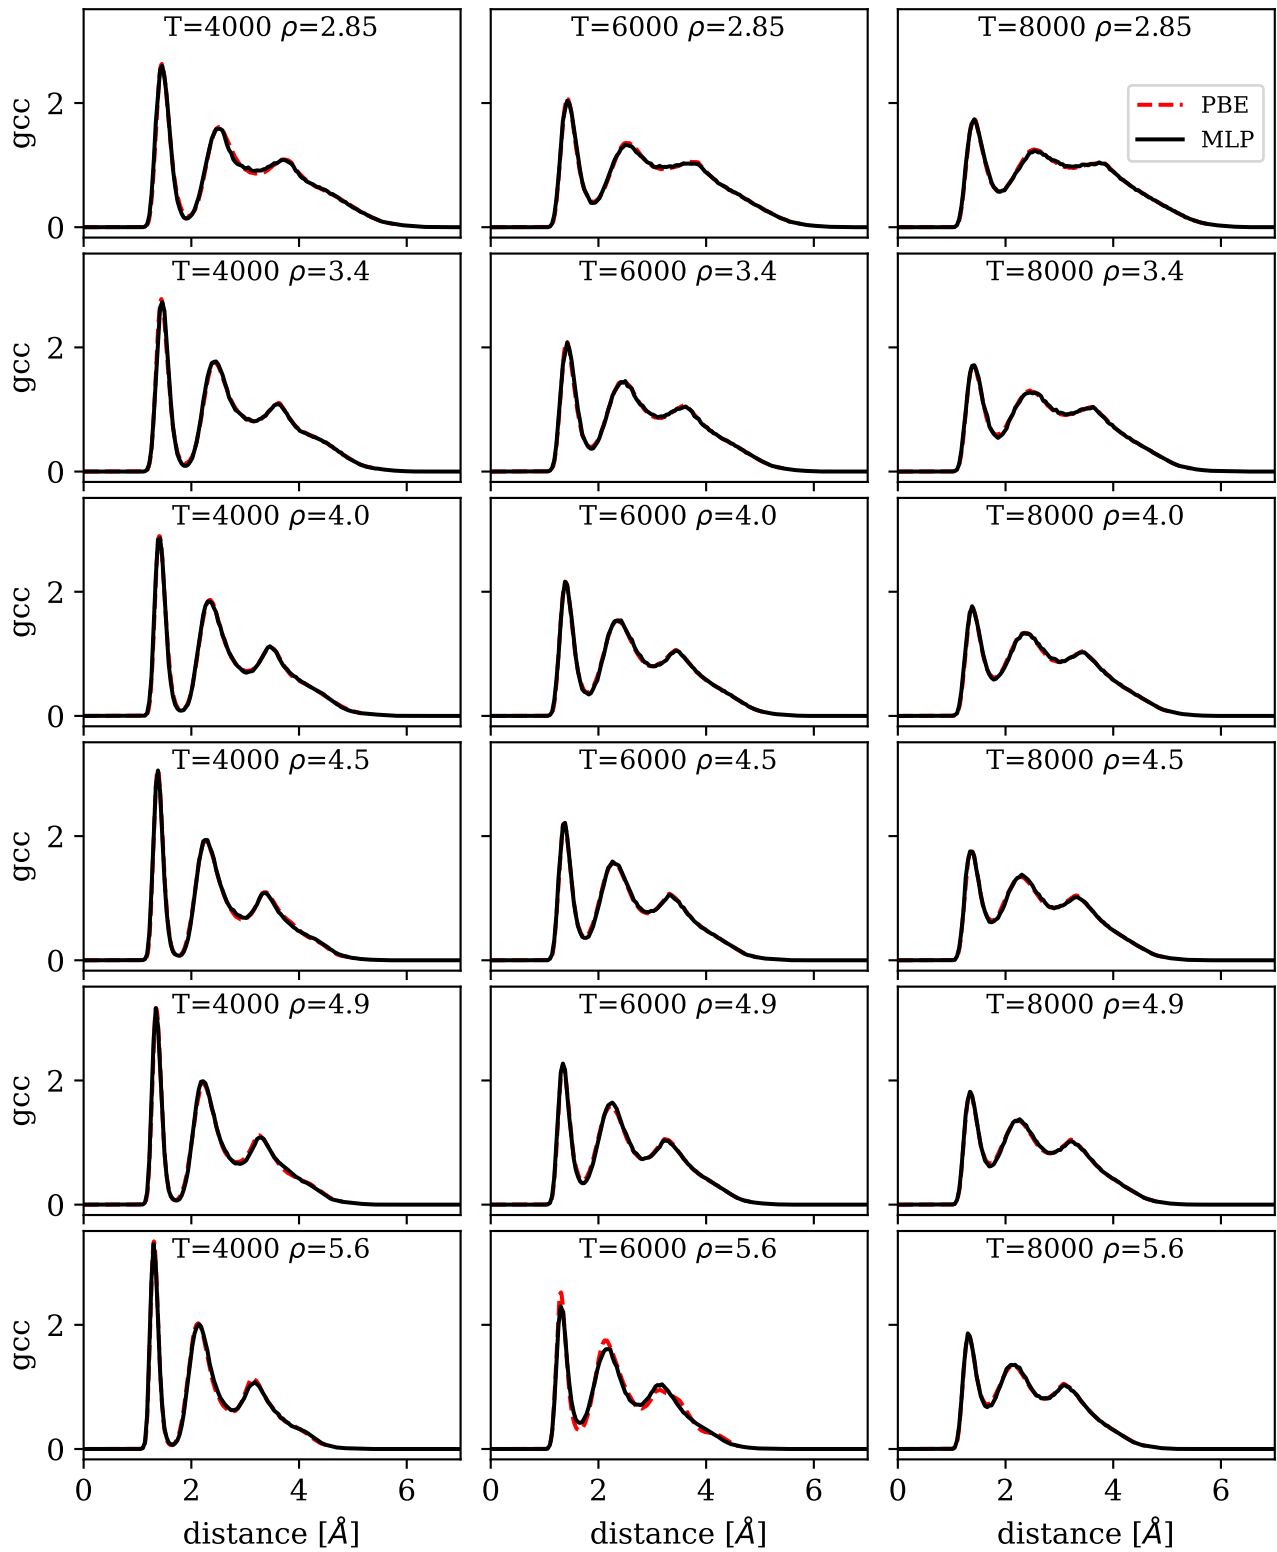 T=4000 ρ=2.85
T=6000 ρ=2.85
T=8000 ρ=2.85
gcc
2
0
PBE
MLP
T=4000 ρ=3.4
T=6000 ρ=3.4
T=8000 ρ=3.4
gcc
2
0
T=4000 ρ=4.0
T=6000 ρ=4.0
T=8000 ρ=4.0
gcc
2
0
T=4000 ρ=4.5
T=6000 ρ=4.5
T=8000 ρ=4.5
gcc
2
0
T=4000 ρ=4.9
T=6000 ρ=4.9
T=8000 ρ=4.9
gcc
2
0
T=4000 ρ=5.6
T=6000 ρ=5.6
T=8000 ρ=5.6
gcc
2
0
0 2 4 6
0 2 4 6
0 2 4 6
distance [Å]
distance [Å]
distance [Å]